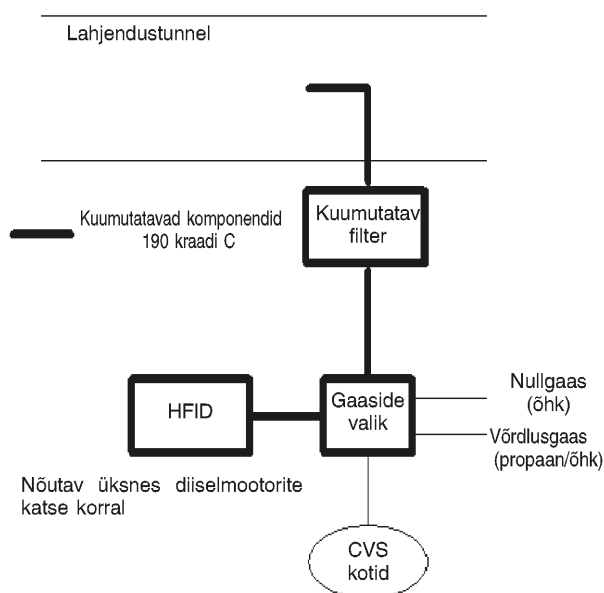 Lahjendustunnel
Kuumutatavad komponendid
190 kraadi C
Kuumutatav
filter
HFID
Gaaside
valik
Nullgaas
(õhk)
Võrdlusgaas
(propaan/õhk)
Nõutav üksnes diiselmootorite
katse korral
CVS
kotid